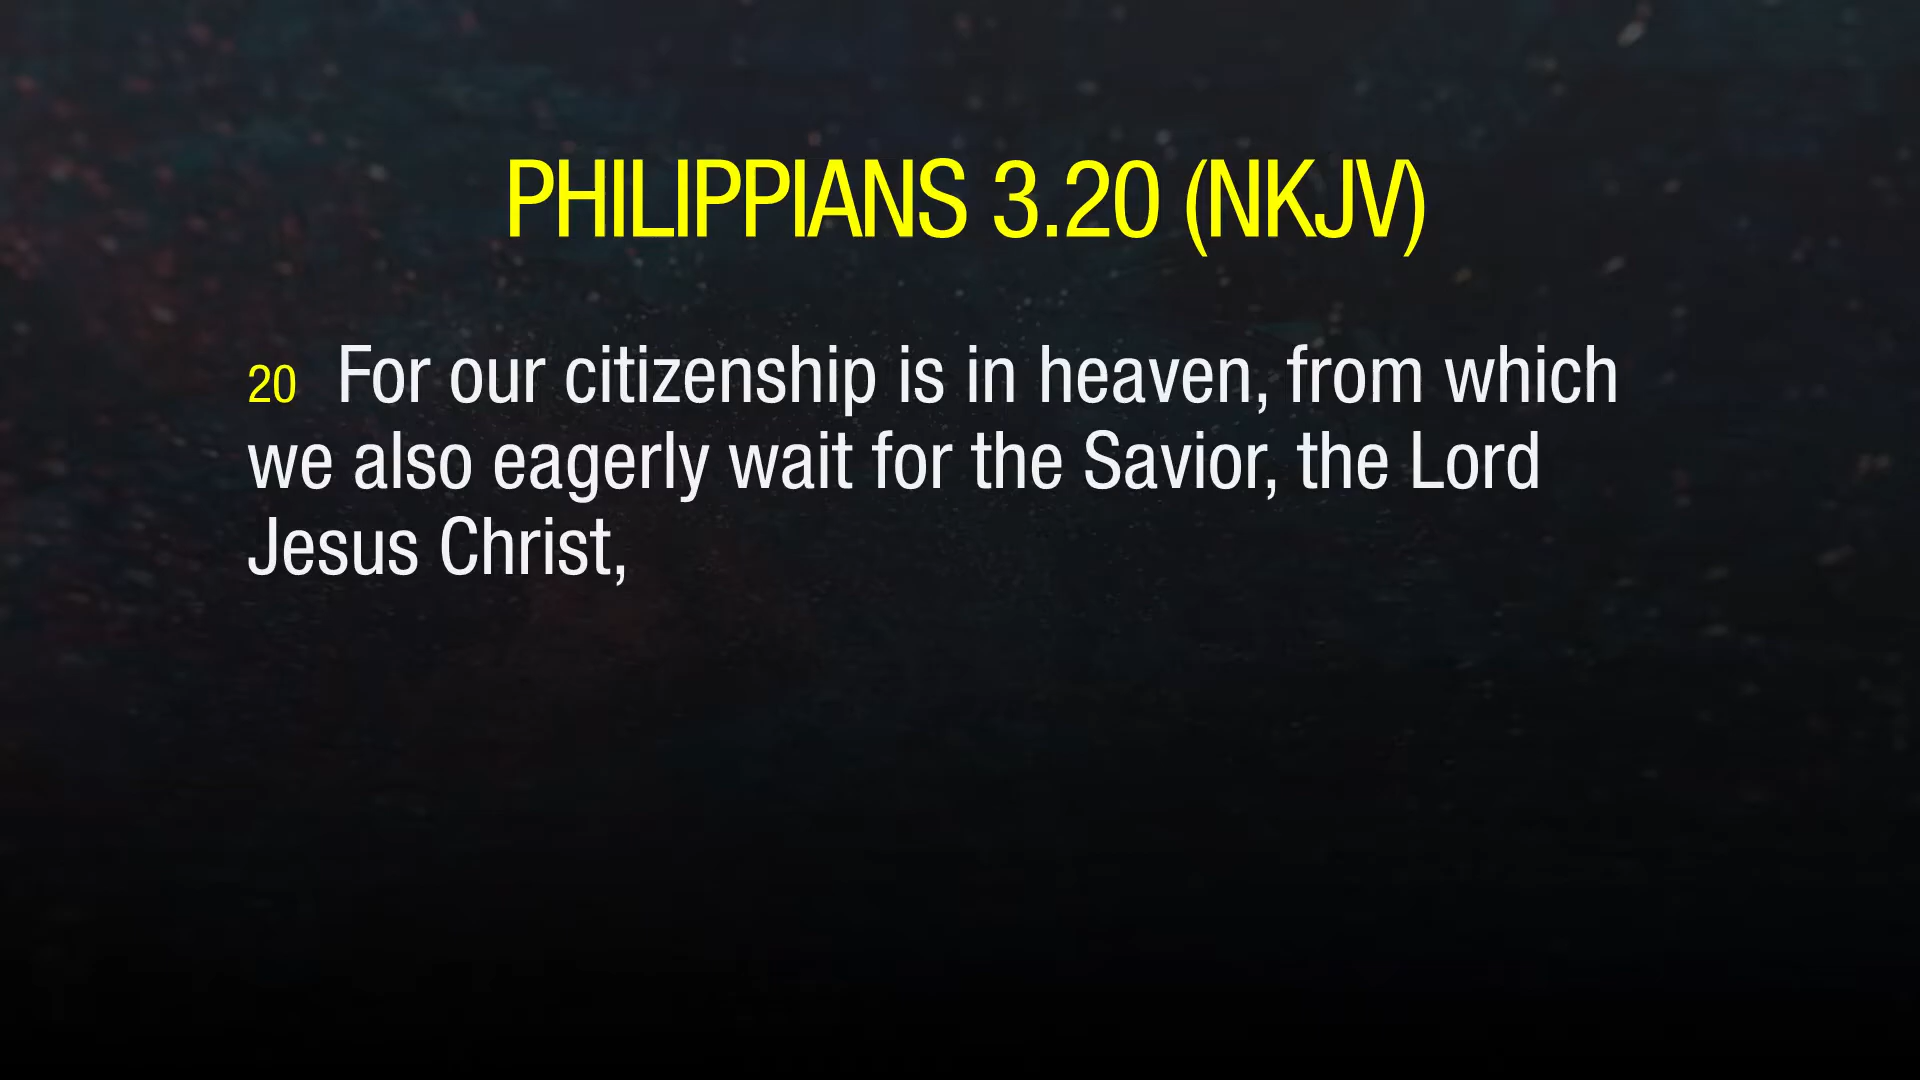 PHILIPPIANS 3.20 (NKJV)
20 For our citizenship is in heaven, from which
we also eagerly wait for the Savior, the Lord
Jesus Christ,